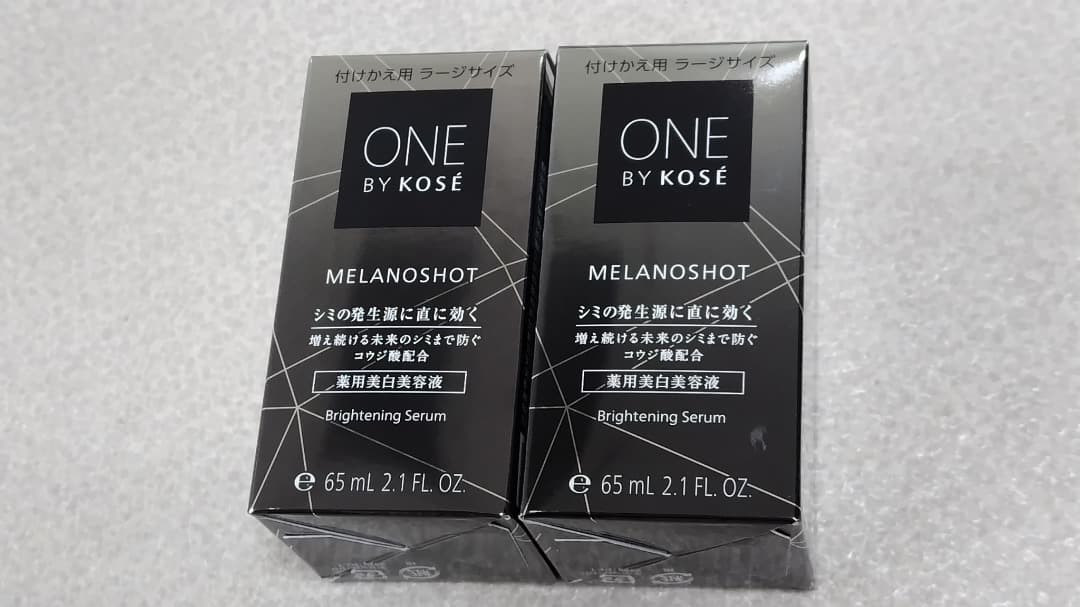 付けかえ用 ラージサイズ
ONE
BY KOSÉ
MELANOSHOT
シミの発生源に直に効く
増え続ける未来のシミまで防ぐ
コウジ酸配合
薬用美白美容液
Brightening Serum
e 65 mL 2.1 FL. OZ.
付けかえ用 ラージサイズ
ONE
BY KOSÉ
MELANOSHOT
シミの発生源に直に効く
増え続ける未来のシミまで防ぐ
コウジ酸配合
薬用美白美容液
Brightening Serum
e 65 mL 2.1 FL. OZ.